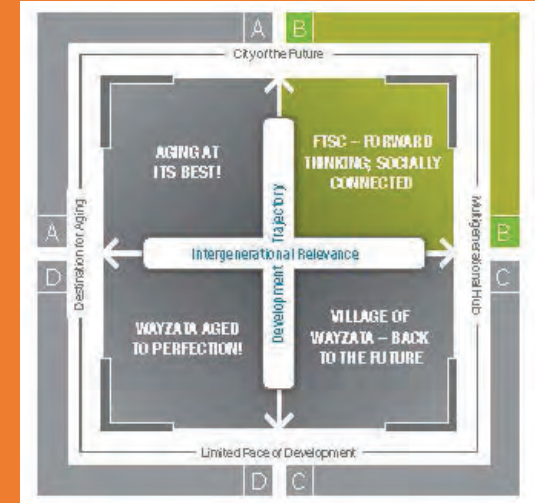 A B
City of the Future
AGING AT
ITS BEST!
FTSC – FORWARD
THINKING; SOCIALLY
CONNECTED
A
B
Destination for Aging
Development Trajectory
Intergenerational Relevance
Multigenerational Hub
D
C
WAYZATA AGED
TO PERFECTION!
VILLAGE OF
WAYZATA – BACK
TO THE FUTURE
Limited Pace of Development
D C